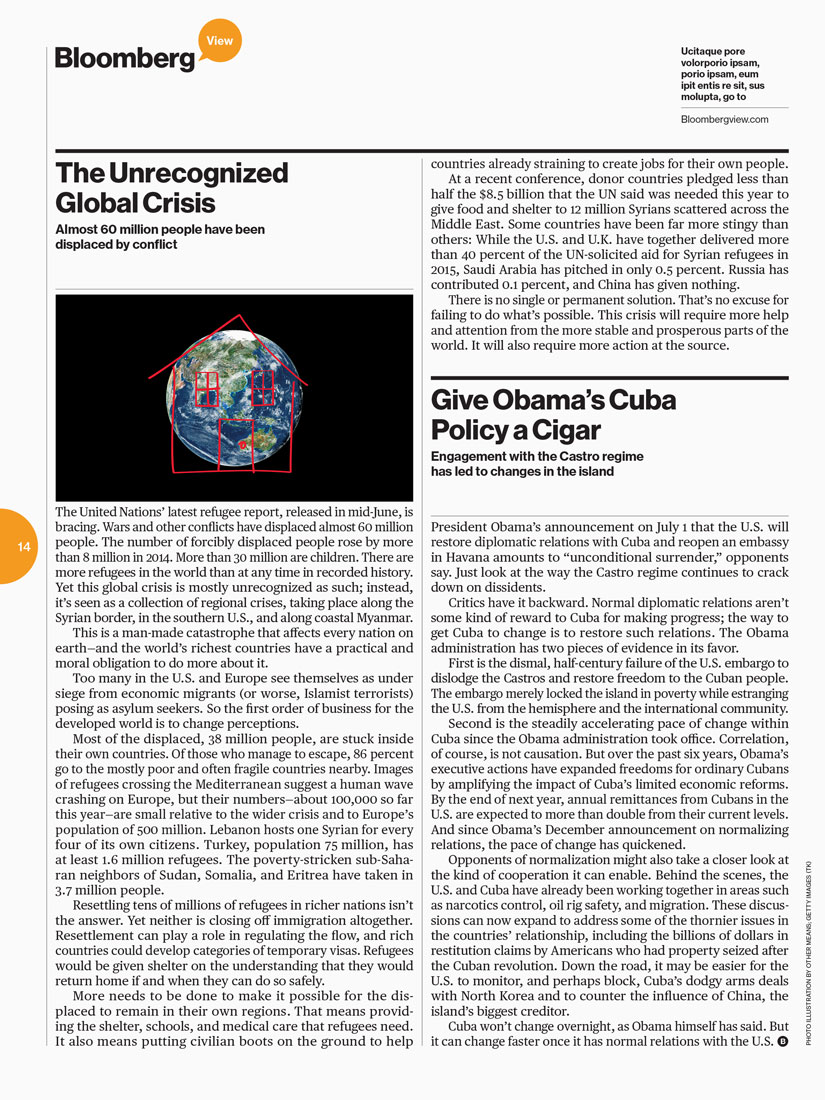 Bloomberg
View
Ucitaque pore
volorporio ipsam,
porio ipsam, eum
ipit entis re sit, sus
molupta, go to
Bloombergview.com
The Unrecognized
Global Crisis
Almost 60 million people have been
displaced by conflict
The United Nations’ latest refugee report, released in mid-June, is
bracing. Wars and other conflicts have displaced almost 60 million
people. The number of forcibly displaced people rose by more
than 8 million in 2014. More than 30 million are children. There are
more refugees in the world than at any time in recorded history.
Yet this global crisis is mostly unrecognized as such; instead,
it’s seen as a collection of regional crises, taking place along the
Syrian border, in the southern U.S., and along coastal Myanmar.
This is a man-made catastrophe that affects every nation on
earth—and the world’s richest countries have a practical and
moral obligation to do more about it.
Too many in the U.S. and Europe see themselves as under
siege from economic migrants (or worse, Islamist terrorists)
posing as asylum seekers. So the first order of business for the
developed world is to change perceptions.
Most of the displaced, 38 million people, are stuck inside
their own countries. Of those who manage to escape, 86 percent
go to the mostly poor and often fragile countries nearby. Images
of refugees crossing the Mediterranean suggest a human wave
crashing on Europe, but their numbers—about 100,000 so far
this year—are small relative to the wider crisis and to Europe’s
population of 500 million. Lebanon hosts one Syrian for every
four of its own citizens. Turkey, population 75 million, has
at least 1.6 million refugees. The poverty-stricken sub-Saha-
ran neighbors of Sudan, Somalia, and Eritrea have taken in
3.7 million people.
Resettling tens of millions of refugees in richer nations isn’t
the answer. Yet neither is closing off immigration altogether.
Resettlement can play a role in regulating the flow, and rich
countries could develop categories of temporary visas. Refugees
would be given shelter on the understanding that they would
return home if and when they can do so safely.
More needs to be done to make it possible for the dis-
placed to remain in their own regions. That means provid-
ing the shelter, schools, and medical care that refugees need.
It also means putting civilian boots on the ground to help
countries already straining to create jobs for their own people.
At a recent conference, donor countries pledged less than
half the $8.5 billion that the UN said was needed this year to
give food and shelter to 12 million Syrians scattered across the
Middle East. Some countries have been far more stingy than
others: While the U.S. and U.K. have together delivered more
than 40 percent of the UN-solicited aid for Syrian refugees in
2015, Saudi Arabia has pitched in only 0.5 percent. Russia has
contributed 0.1 percent, and China has given nothing.
There is no single or permanent solution. That’s no excuse for
failing to do what’s possible. This crisis will require more help
and attention from the more stable and prosperous parts of the
world. It will also require more action at the source.
Give Obama’s Cuba
Policy a Cigar
Engagement with the Castro regime
has led to changes in the island
President Obama’s announcement on July 1 that the U.S. will
restore diplomatic relations with Cuba and reopen an embassy
in Havana amounts to “unconditional surrender,” opponents
say. Just look at the way the Castro regime continues to crack
down on dissidents.
Critics have it backward. Normal diplomatic relations aren’t
some kind of reward to Cuba for making progress; the way to
get Cuba to change is to restore such relations. The Obama
administration has two pieces of evidence in its favor.
First is the dismal, half-century failure of the U.S. embargo to
dislodge the Castros and restore freedom to the Cuban people.
The embargo merely locked the island in poverty while estranging
the U.S. from the hemisphere and the international community.
Second is the steadily accelerating pace of change within
Cuba since the Obama administration took office. Correlation,
of course, is not causation. But over the past six years, Obama’s
executive actions have expanded freedoms for ordinary Cubans
by amplifying the impact of Cuba’s limited economic reforms.
By the end of next year, annual remittances from Cubans in the
U.S. are expected to more than double from their current levels.
And since Obama’s December announcement on normalizing
relations, the pace of change has quickened.
Opponents of normalization might also take a closer look at
the kind of cooperation it can enable. Behind the scenes, the
U.S. and Cuba have already been working together in areas such
as narcotics control, oil rig safety, and migration. These discus-
sions can now expand to address some of the thornier issues in
the countries’ relationship, including the billions of dollars in
restitution claims by Americans who had property seized after
the Cuban revolution. Down the road, it may be easier for the
U.S. to monitor, and perhaps block, Cuba’s dodgy arms deals
with North Korea and to counter the influence of China, the
island’s biggest creditor.
Cuba won’t change overnight, as Obama himself has said. But
it can change faster once it has normal relations with the U.S. B
14
PHOTO ILLUSTRATION BY OTHER MEANS; GETTY IMAGES (TK)